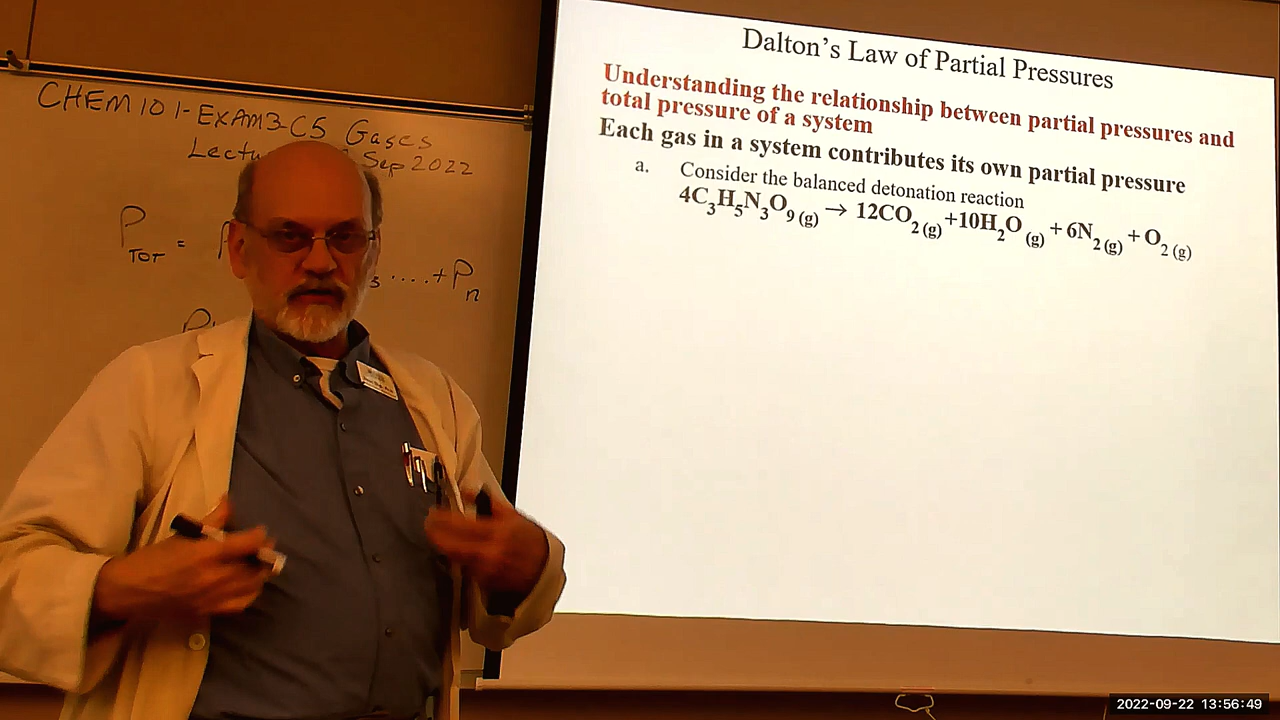 CHEM 101-EXAM3-C5 Gases
Sep 2022
P TOT = P 3 ....+P n
Dalton's Law of Partial Pressures
Understanding the relationship between partial pressures and
total pressure of a system
Each gas in a system contributes its own partial pressure
a. Consider the balanced detonation reaction
4C₃H₅N₃O₉ (g) → 12CO₂ (g) +10H₂O (g) + 6N₂ (g) + O₂ (g)
2022-09-22 13:56:49